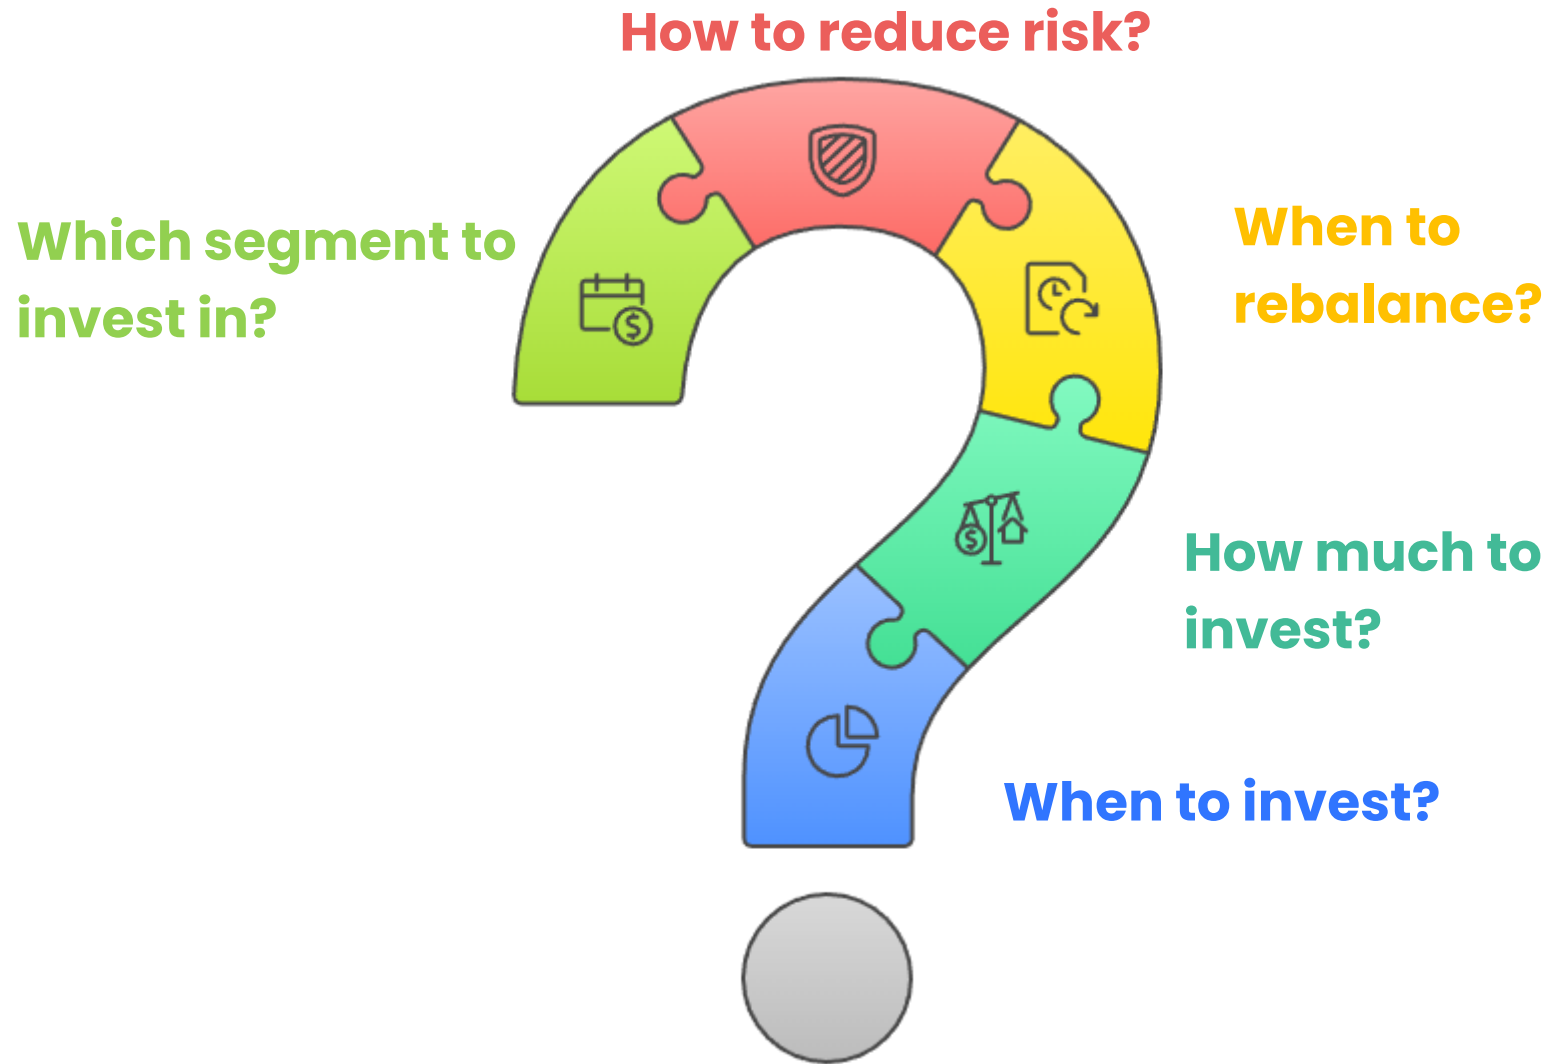 How to reduce risk?
Which segment to
invest in?
When to
rebalance?
How much to
invest?
When to invest?